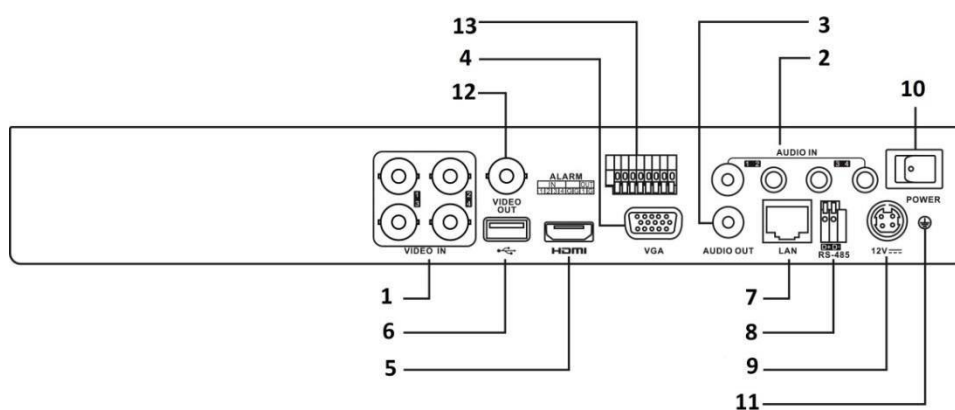 13
3
4
2
12
10
AUDIO IN
1 2
3 4
ALARM
IN OUT
VIDEO
OUT
POWER
VIDEO IN
HDMI
VGA
AUDIO OUT
LAN
D+ D-
RS-485
12V
1
6
5
7
8
9
11